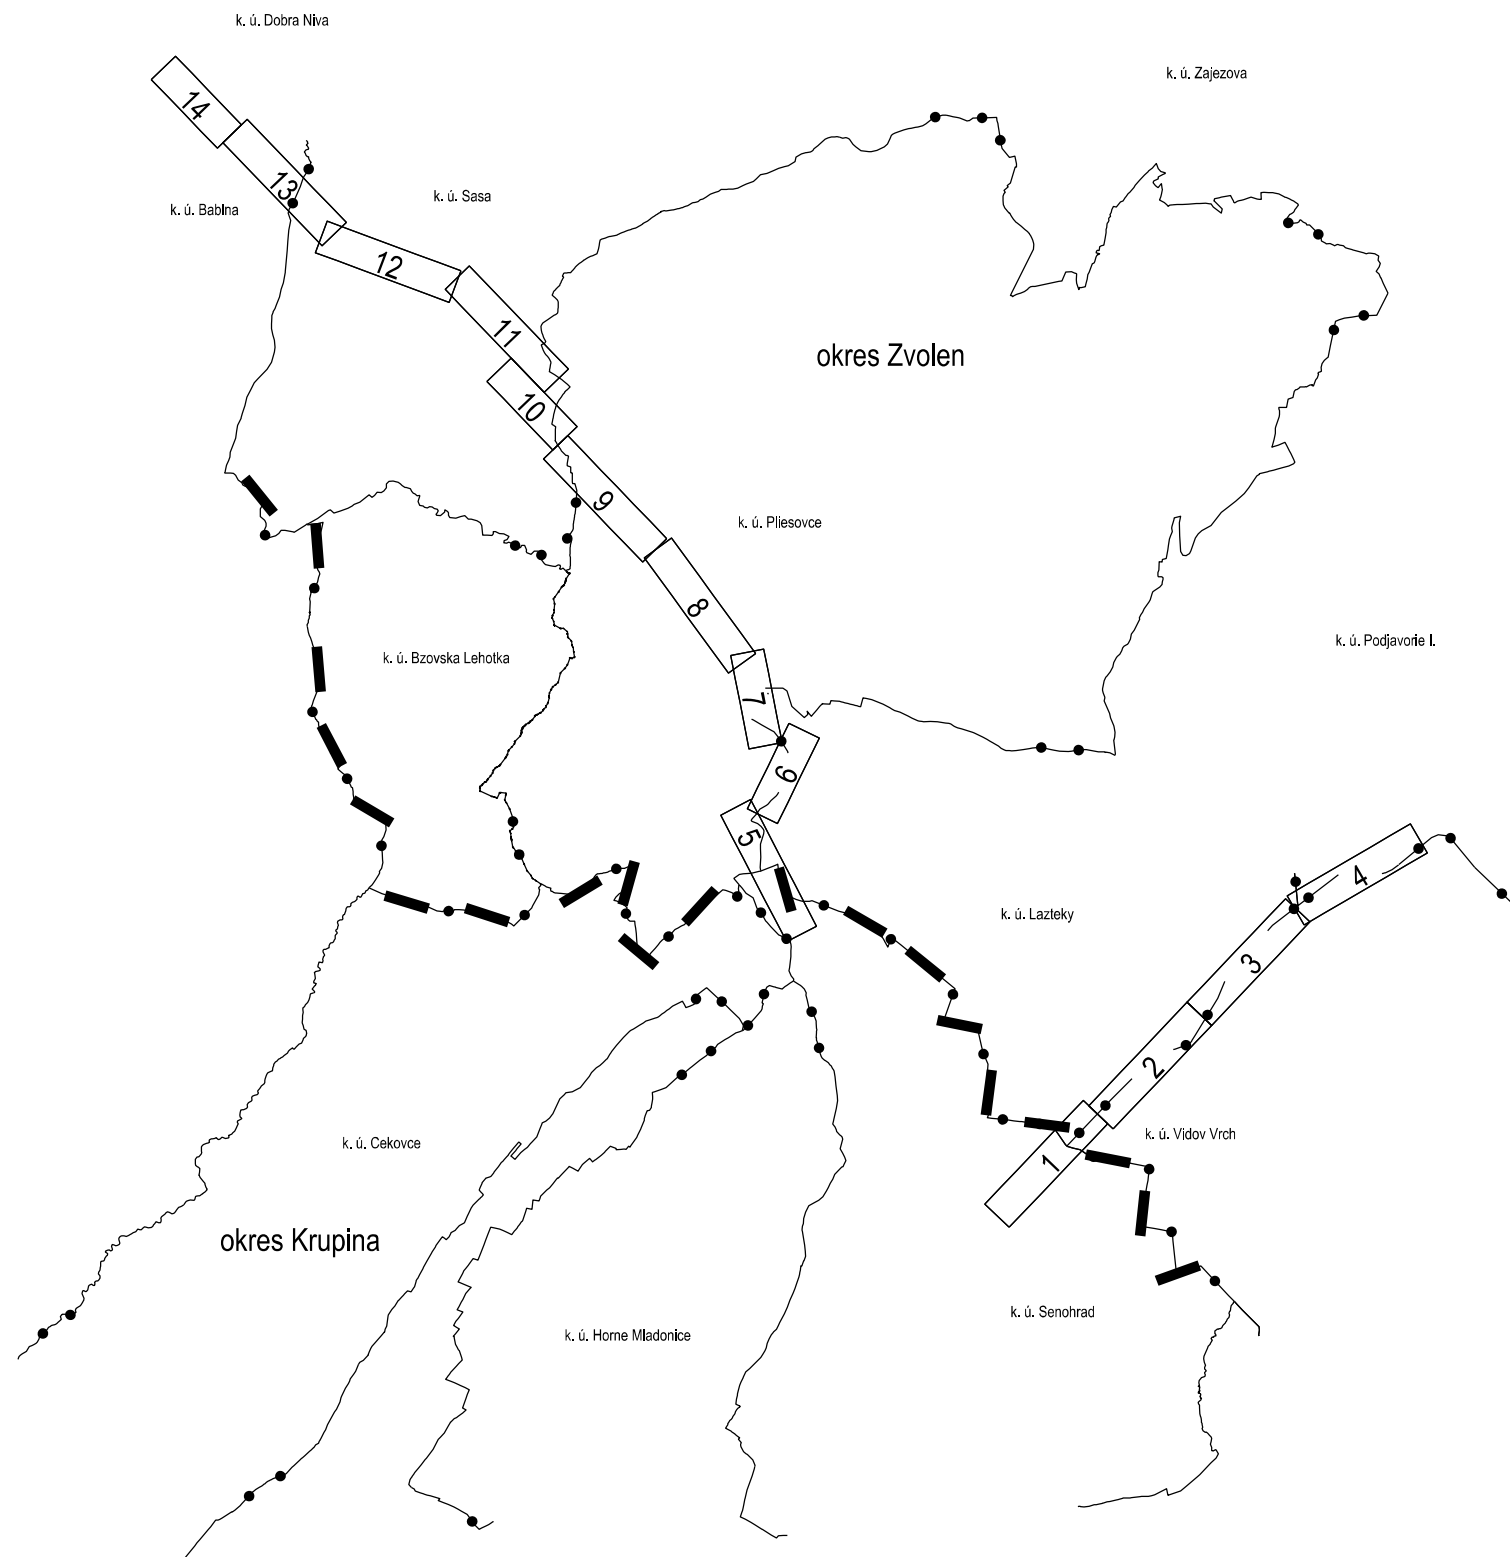 k. ú. Dobra Niva
k. ú. Zajezova
14
13
k. ú. Sasa
k. ú. Babina
12
11
okres Zvolen
10
9
k. ú. Pliesovce
8
k. ú. Podjavorie I.
k. ú. Bzovska Lehotka
7
6
5
4
k. ú. Lazteky
3
2
k. ú. Cekovce
k. ú. Vidov Vrch
1
okres Krupina
k. ú. Senohrad
k. ú. Horne Mladonice